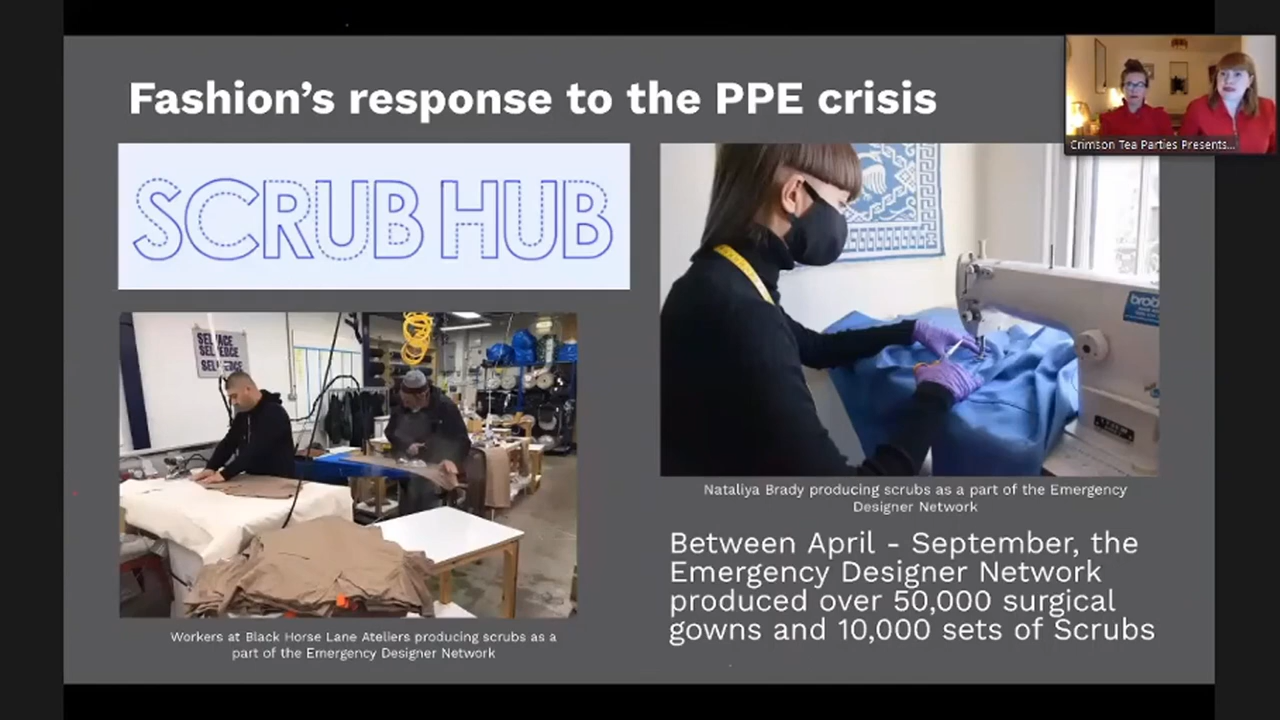 Fashion's response to the PPE crisis
Crimson Tea Parties Presents...
SCRUB HUB
SELVAGE
SELVEDGE
Nataliya Brady producing scrubs as a part of the Emergency
Designer Network
Between April - September, the
Emergency Designer Network
produced over 50,000 surgical
gowns and 10,000 sets of Scrubs
Workers at Black Horse Lane Ateliers producing scrubs as a
part of the Emergency Designer Network